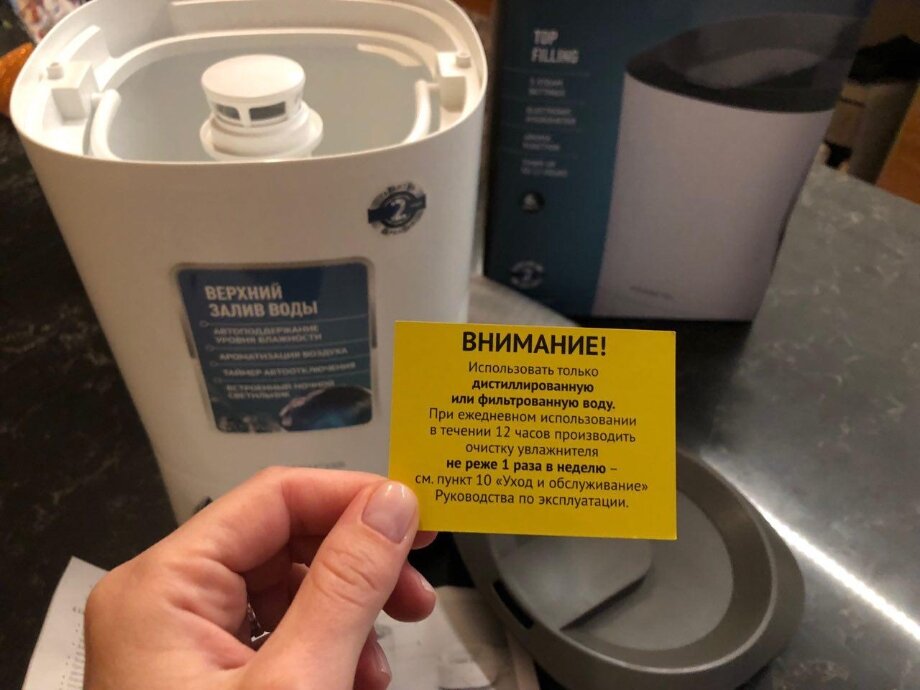 TOP
FILLING
2
ВЕРХНИЙ
ЗАЛИВ ВОДЫ
АВТОПОДДЕРЖАНИЕ
УРОВНЯ ВЛАЖНОСТИ
АРОМАТИЗАЦИЯ ВОЗДУХА
ТАЙМЕР АВТООТКЛЮЧЕНИЯ
ВСТРОЕННЫЙ НОЧНОЙ
СВЕТИЛЬНИК
ВНИМАНИЕ!
Использовать только
дистиллированную
или фильтрованную воду.
При ежедневном использовании
в течении 12 часов производить
очистку увлажнителя
не реже 1 раза в неделю –
см. пункт 10 «Уход и обслуживание»
Руководства по эксплуатации.